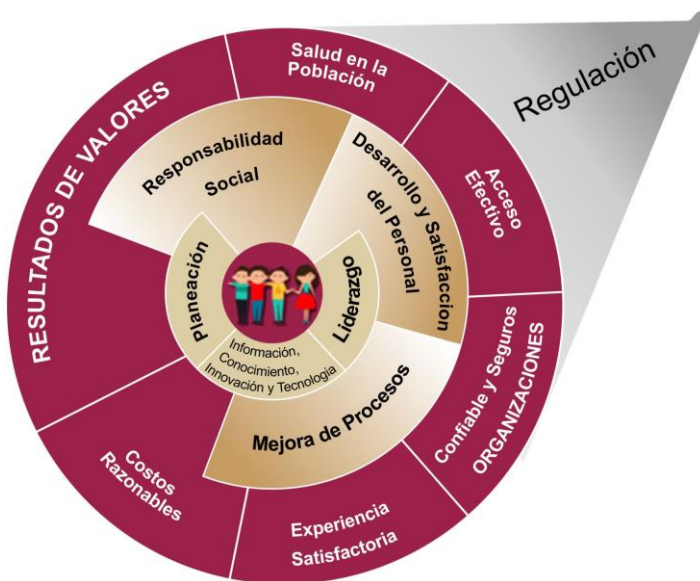 Salud en la
Población
Regulación
RESULTADOS DE VALORES
Responsabilidad
Social
Desarrollo y Satisfaccion
del Personal
Acceso
Efectivo
Planeación
Liderazgo
Información,
Conocimiento,
Innovación y Tecnologia
Mejora de Procesos
Confiable y Seguros
ORGANIZACIONES
Costos
Razonables
Experiencia
Satisfactoria